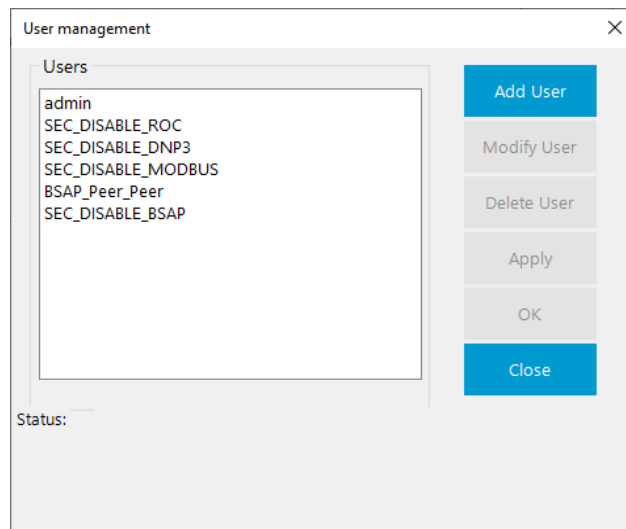 User management
Users
admin
SEC_DISABLE_ROC
SEC_DISABLE_DNP3
SEC_DISABLE_MODBUS
BSAP_Peer_Peer
SEC_DISABLE_BSAP
Add User
Modify User
Delete User
Apply
OK
Close
Status: